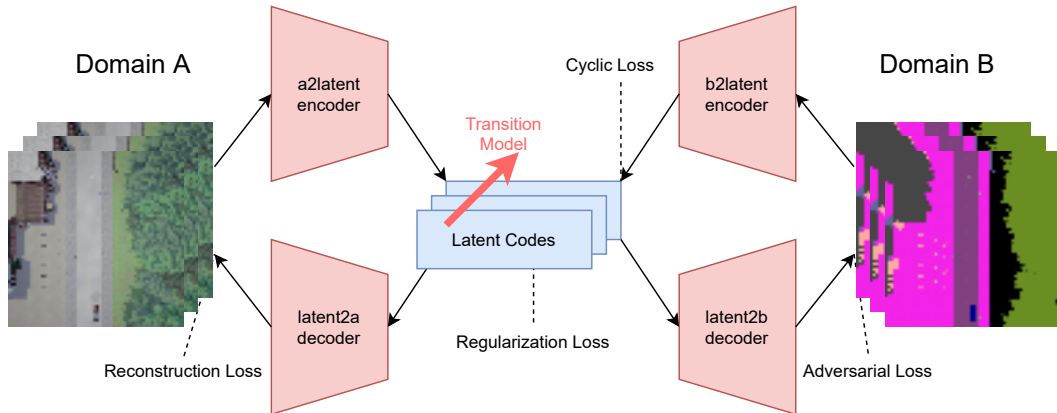 Domain A
a2latent
encoder
Cyclic Loss
b2latent
encoder
Domain B
Transition
Model
Latent Codes
latent2a
decoder
latent2b
decoder
Regularization Loss
Reconstruction Loss
Adversarial Loss